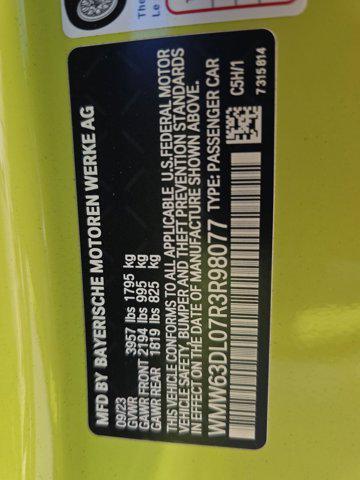 The
Le
MFD BY BAYERISCHE MOTOREN WERKE AG
09/23
GVWR 3957 lbs 1795 kg
GAWR FRONT 2194 lbs 995 kg
GAWR REAR 1819 lbs 825 kg
THIS VEHICLE CONFORMS TO ALL APPLICABLE U.S. FEDERAL MOTOR
VEHICLE SAFETY, BUMPER AND THEFT PREVENTION STANDARDS
IN EFFECT ON THE DATE OF MANUFACTURE SHOWN ABOVE.
WMW63DL07R3R98077 TYPE: PASSENGER CAR
C5H/1
7315814